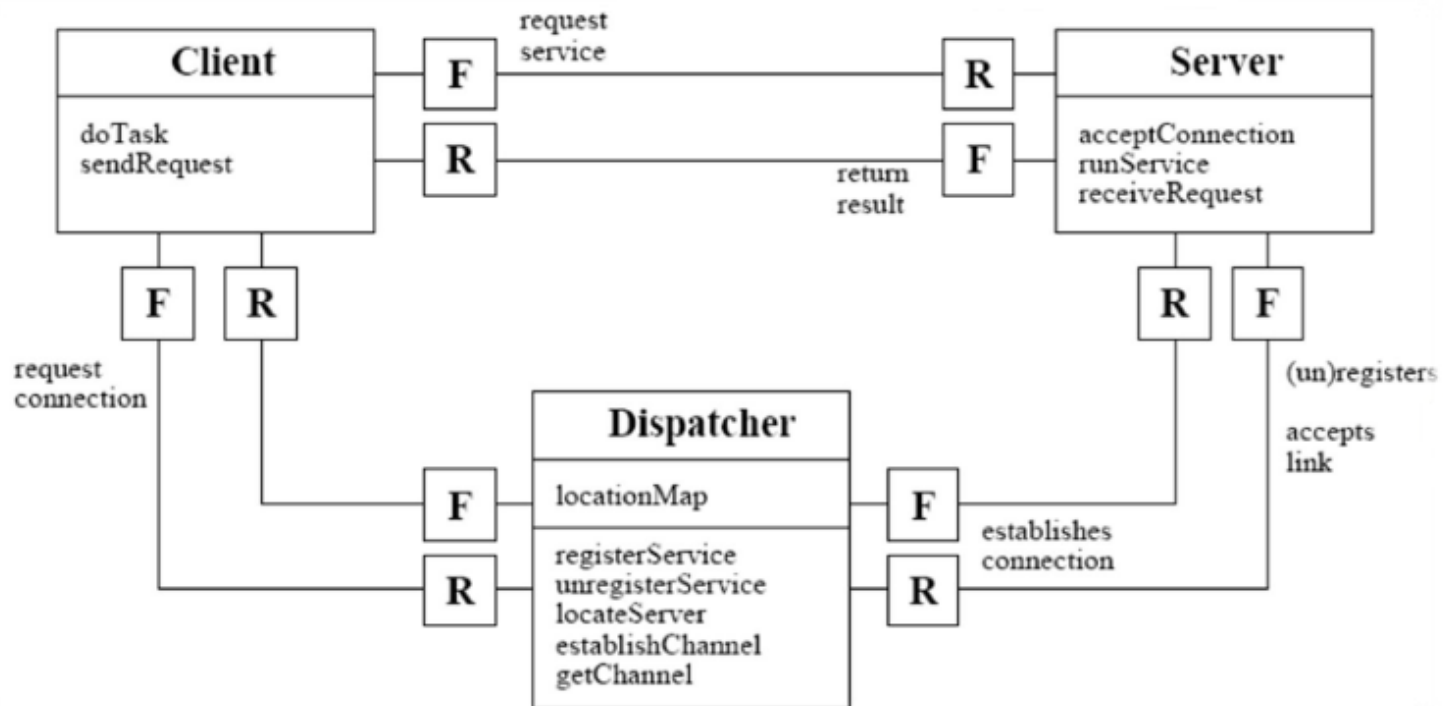 request
service
Client
F
R
Server
doTask
sendRequest
R
return
result
F
acceptConnection
runService
receiveRequest
F
R
R
F
request
connection
(un)registers
accepts
link
Dispatcher
F
locationMap
F
establishes
connection
R
registerService
unregisterService
locateServer
establishChannel
getChannel
R